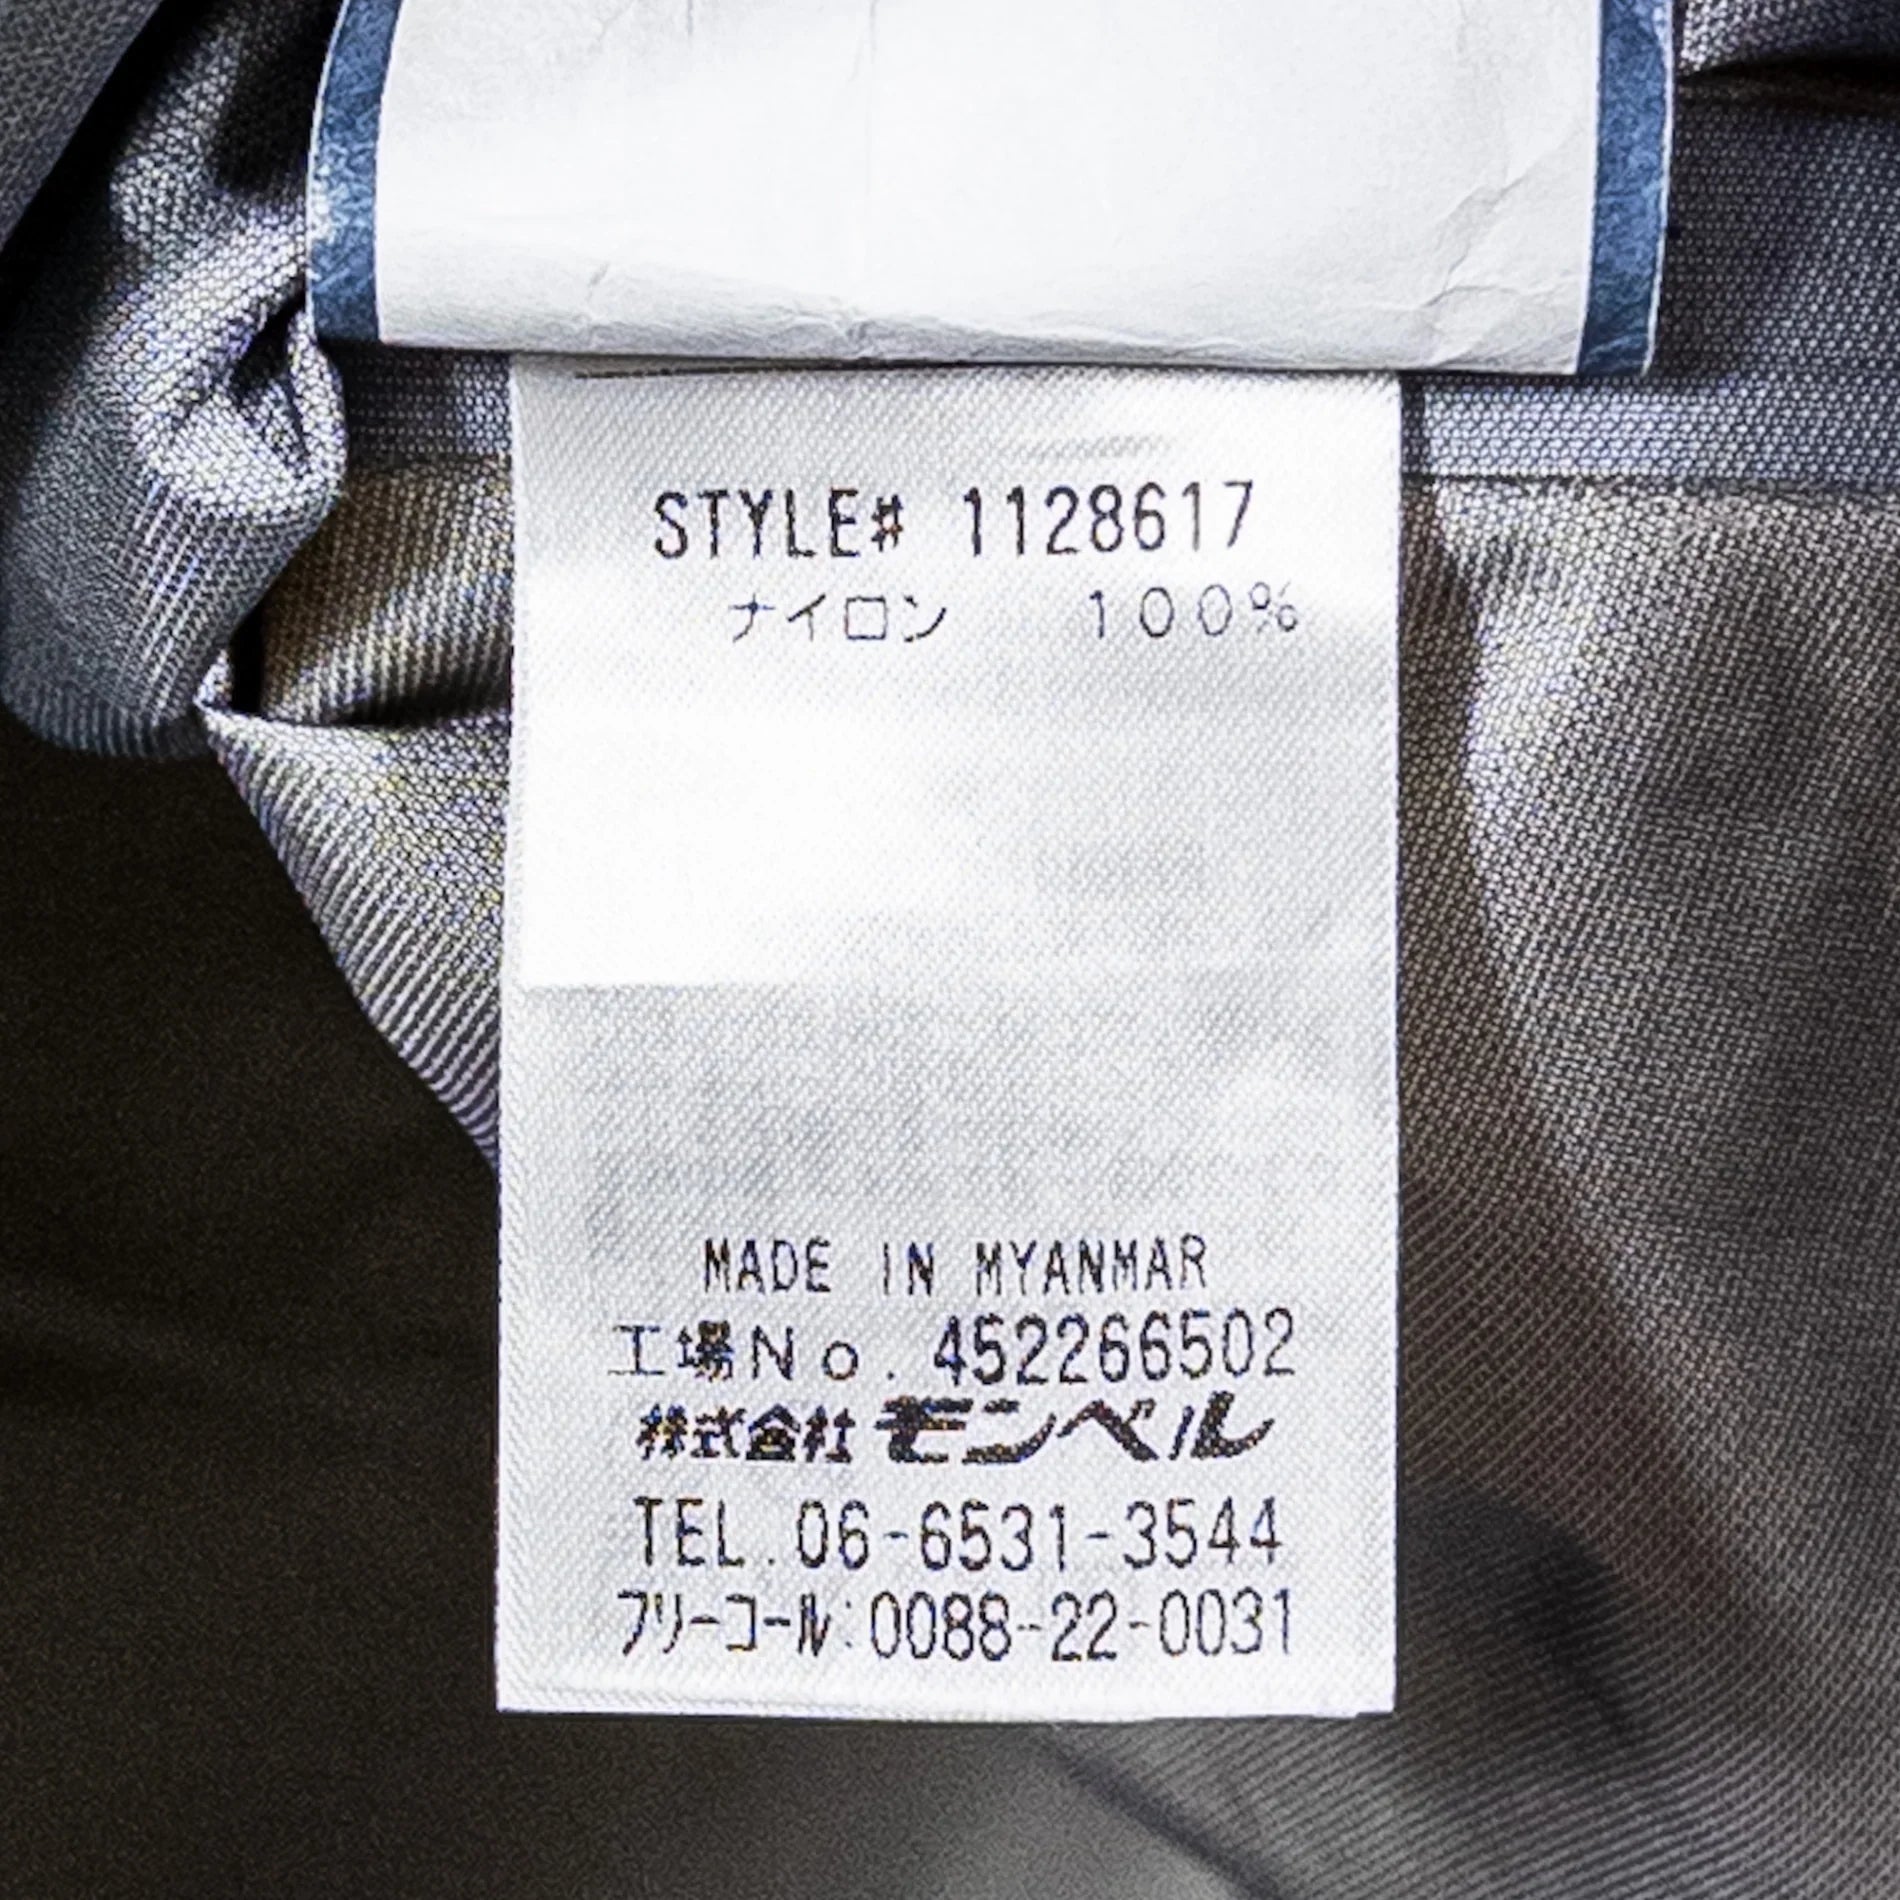 STYLE# 1128617
ナイロン 100%
MADE IN MYANMAR
工場No. 452266502
株式会社 モンベル
TEL.06-6531-3544
フリーコール:0088-22-0031